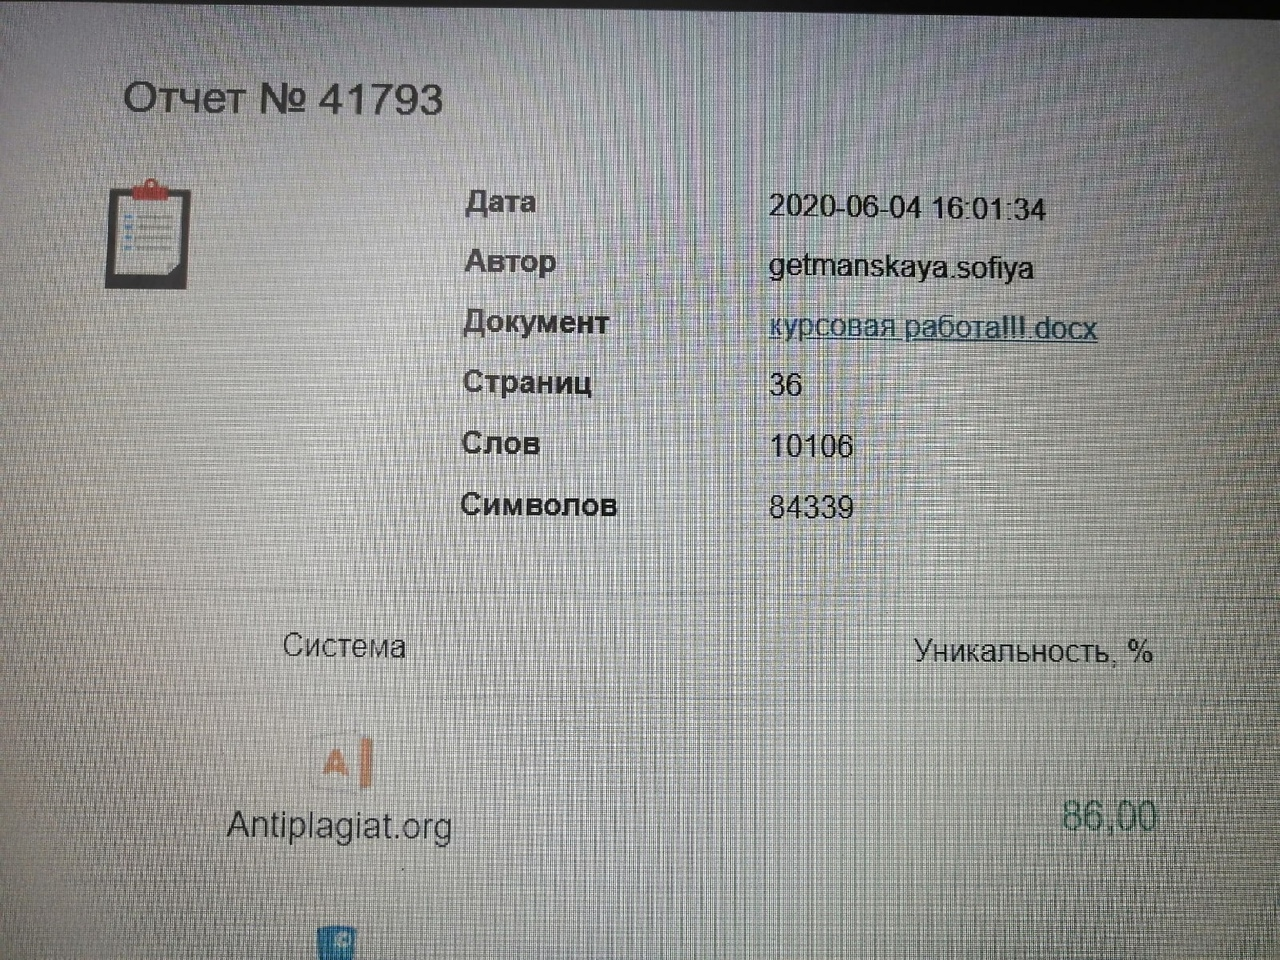 Отчет № 41793
Дата 2020-06-04 16:01:34
Автор getmanskaya.sofiya
Документ курсовая работа!!!.docx
Страниц 36
Слов 10106
Символов 84339
Система Уникальность, %
A
Antiplagiat.org 86,00